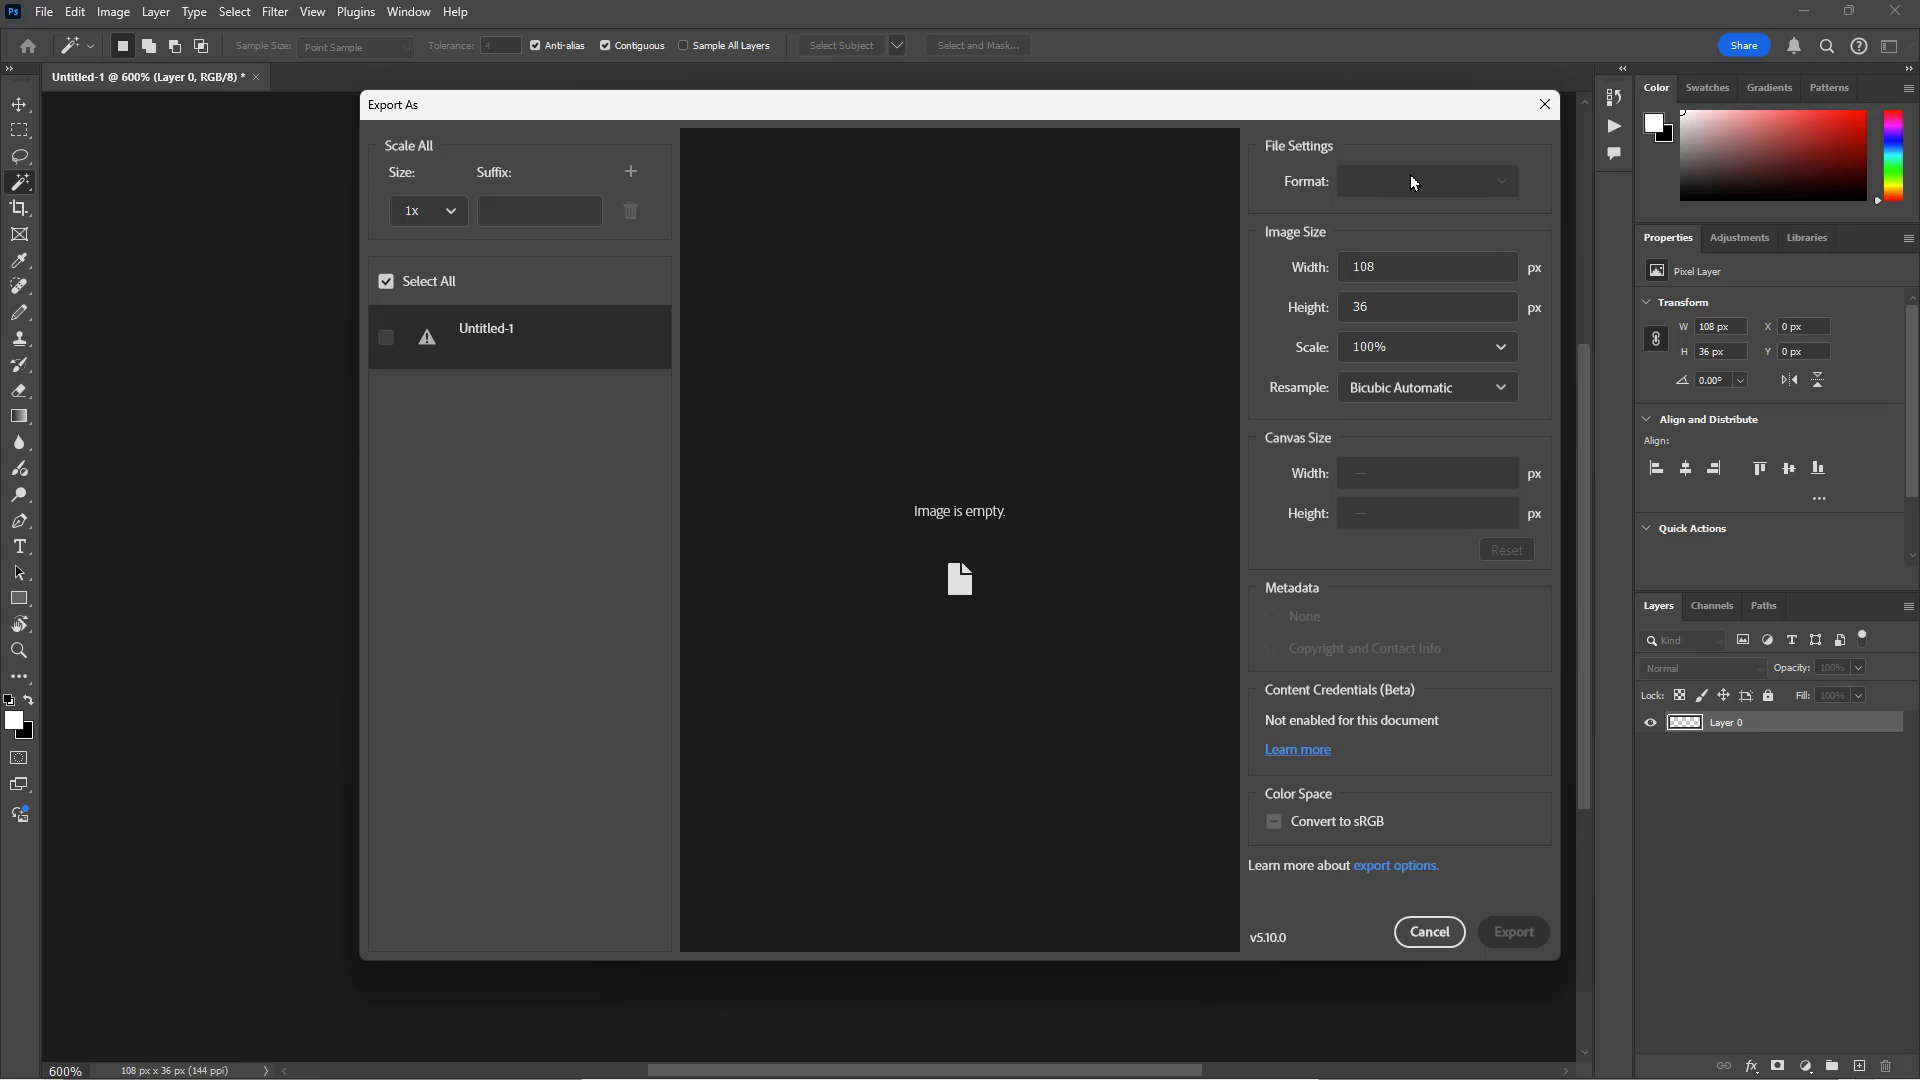 Ps File Edit Image Layer Type Select Filter View Plugins Window Help
Sample Size: Point Sample Tolerance: 4 Anti-alias Contiguous Sample All Layers Select Subject Select and Mask... Share
Untitled-1 @ 600% (Layer 0, RGB/8) *
Export As
Scale All
Size: Suffix:
1x
Select All
Untitled-1
Image is empty.
File Settings
Format:
Image Size
Width: 108 px
Height: 36 px
Scale: 100%
Resample: Bicubic Automatic
Canvas Size
Width: — px
Height: — px
Reset
Metadata
None
Copyright and Contact Info
Content Credentials (Beta)
Not enabled for this document
Learn more
Color Space
Convert to sRGB
Learn more about export options.
v5.10.0 Cancel Export
Color Swatches Gradients Patterns
Properties Adjustments Libraries
Pixel Layer
Transform
W 108 px X 0 px
H 36 px Y 0 px
0.00°
Align and Distribute
Align:
Quick Actions
Layers Channels Paths
Kind
Normal Opacity: 100%
Lock: Fill: 100%
Layer 0
600% 108 px x 36 px (144 ppi)